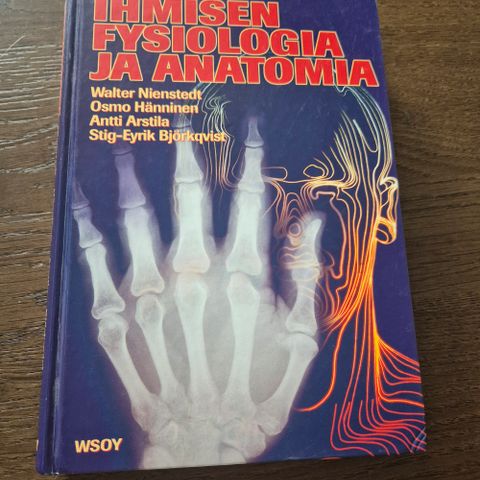 IHMISEN
FYSIOLOGIA
JA ANATOMIA
Walter Nienstedt
Osmo Hänninen
Antti Arstila
Stig-Eyrik Björkqvist
WSOY